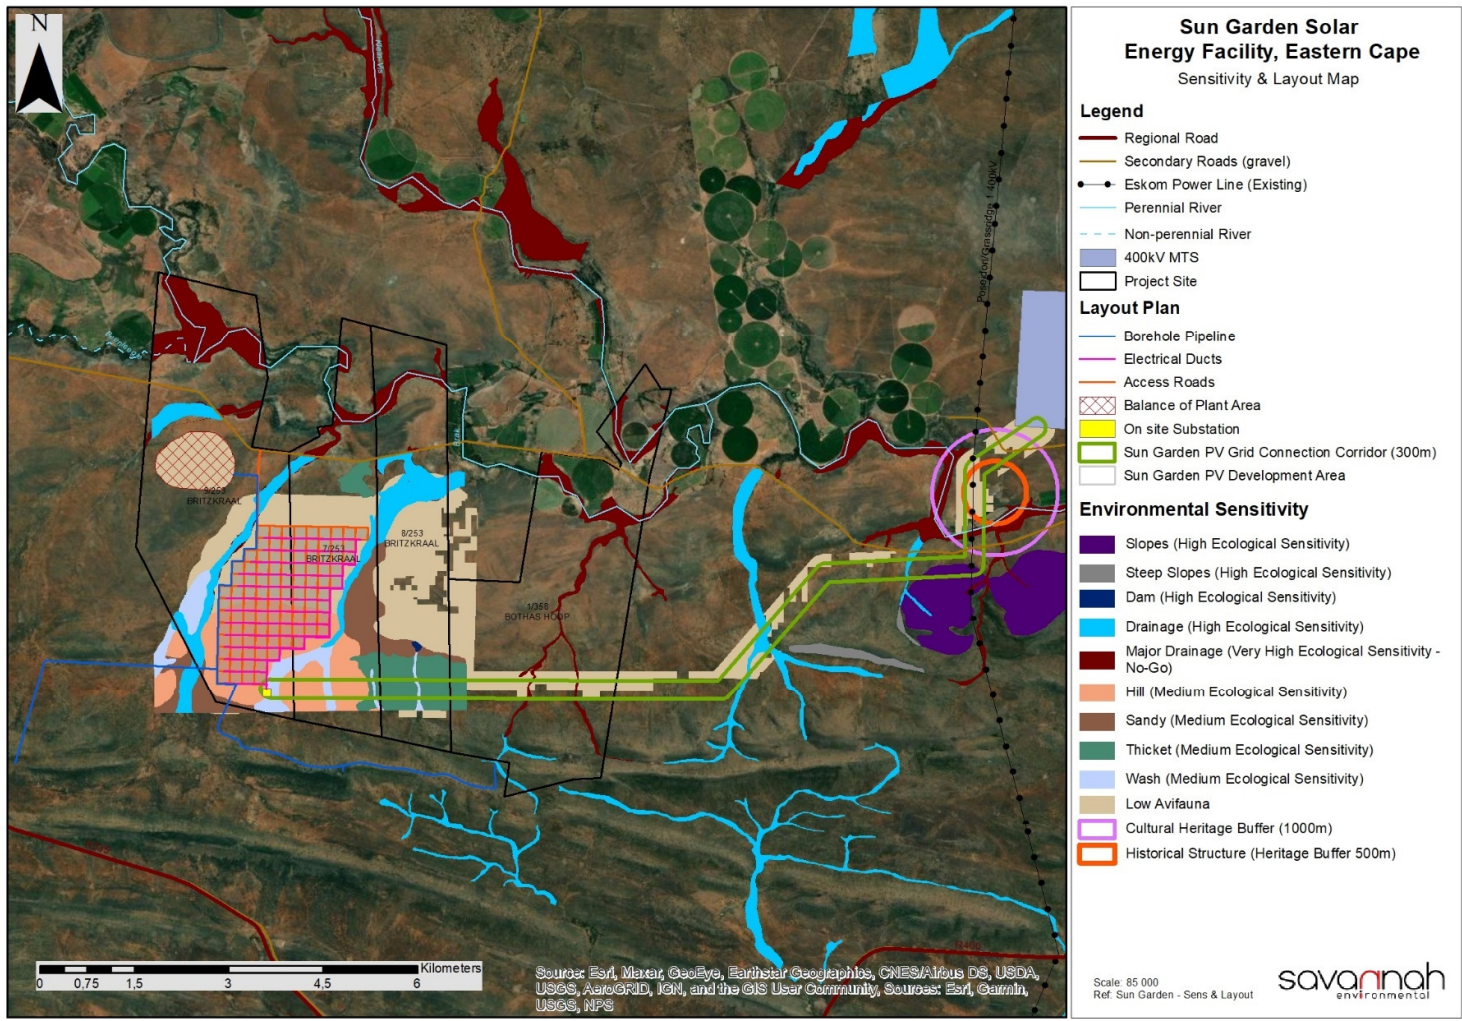 N
Poseidon/Grassridge 1 400kV
Brak
9/253
BRITZKRAAL
7/253
BRITZKRAAL
8/253
BRITZKRAAL
1/358
BOTHAS HOOP
Kilometers
0 0,75 1,5 3 4,5 6
Source: Esri, Maxar, GeoEye, Earthstar Geographics, CNES/Airbus DS, USDA,
USGS, AeroGRID, IGN, and the GIS User Community, Sources: Esri, Garmin,
USGS, NPS
Sun Garden Solar
Energy Facility, Eastern Cape
Sensitivity & Layout Map
Legend
Regional Road
Secondary Roads (gravel)
Eskom Power Line (Existing)
Perennial River
Non-perennial River
400kV MTS
Project Site
Layout Plan
Borehole Pipeline
Electrical Ducts
Access Roads
Balance of Plant Area
On site Substation
Sun Garden PV Grid Connection Corridor (300m)
Sun Garden PV Development Area
Environmental Sensitivity
Slopes (High Ecological Sensitivity)
Steep Slopes (High Ecological Sensitivity)
Dam (High Ecological Sensitivity)
Drainage (High Ecological Sensitivity)
Major Drainage (Very High Ecological Sensitivity -
No-Go)
Hill (Medium Ecological Sensitivity)
Sandy (Medium Ecological Sensitivity)
Thicket (Medium Ecological Sensitivity)
Wash (Medium Ecological Sensitivity)
Low Avifauna
Cultural Heritage Buffer (1000m)
Historical Structure (Heritage Buffer 500m)
Scale: 85 000
Ref: Sun Garden - Sens & Layout
savannah
environmental